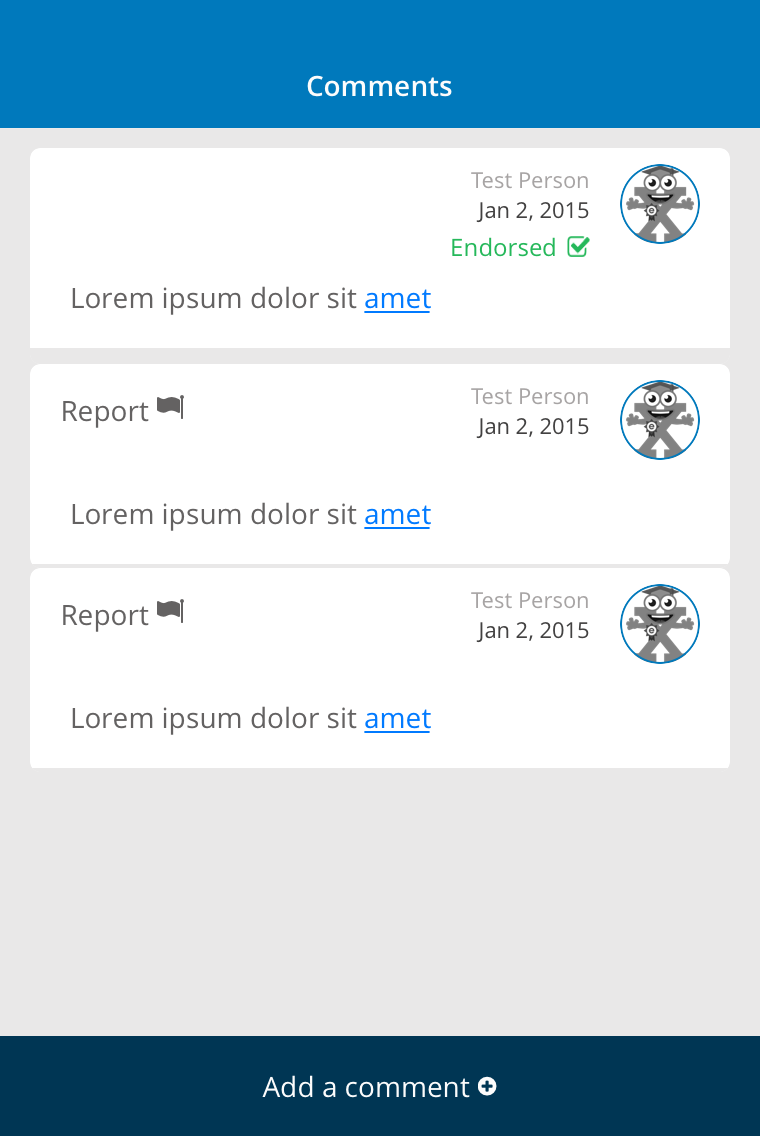 Comments
Test Person
Jan 2, 2015
Endorsed
Lorem ipsum dolor sit amet
Report
Test Person
Jan 2, 2015
Lorem ipsum dolor sit amet
Report
Test Person
Jan 2, 2015
Lorem ipsum dolor sit amet
Add a comment